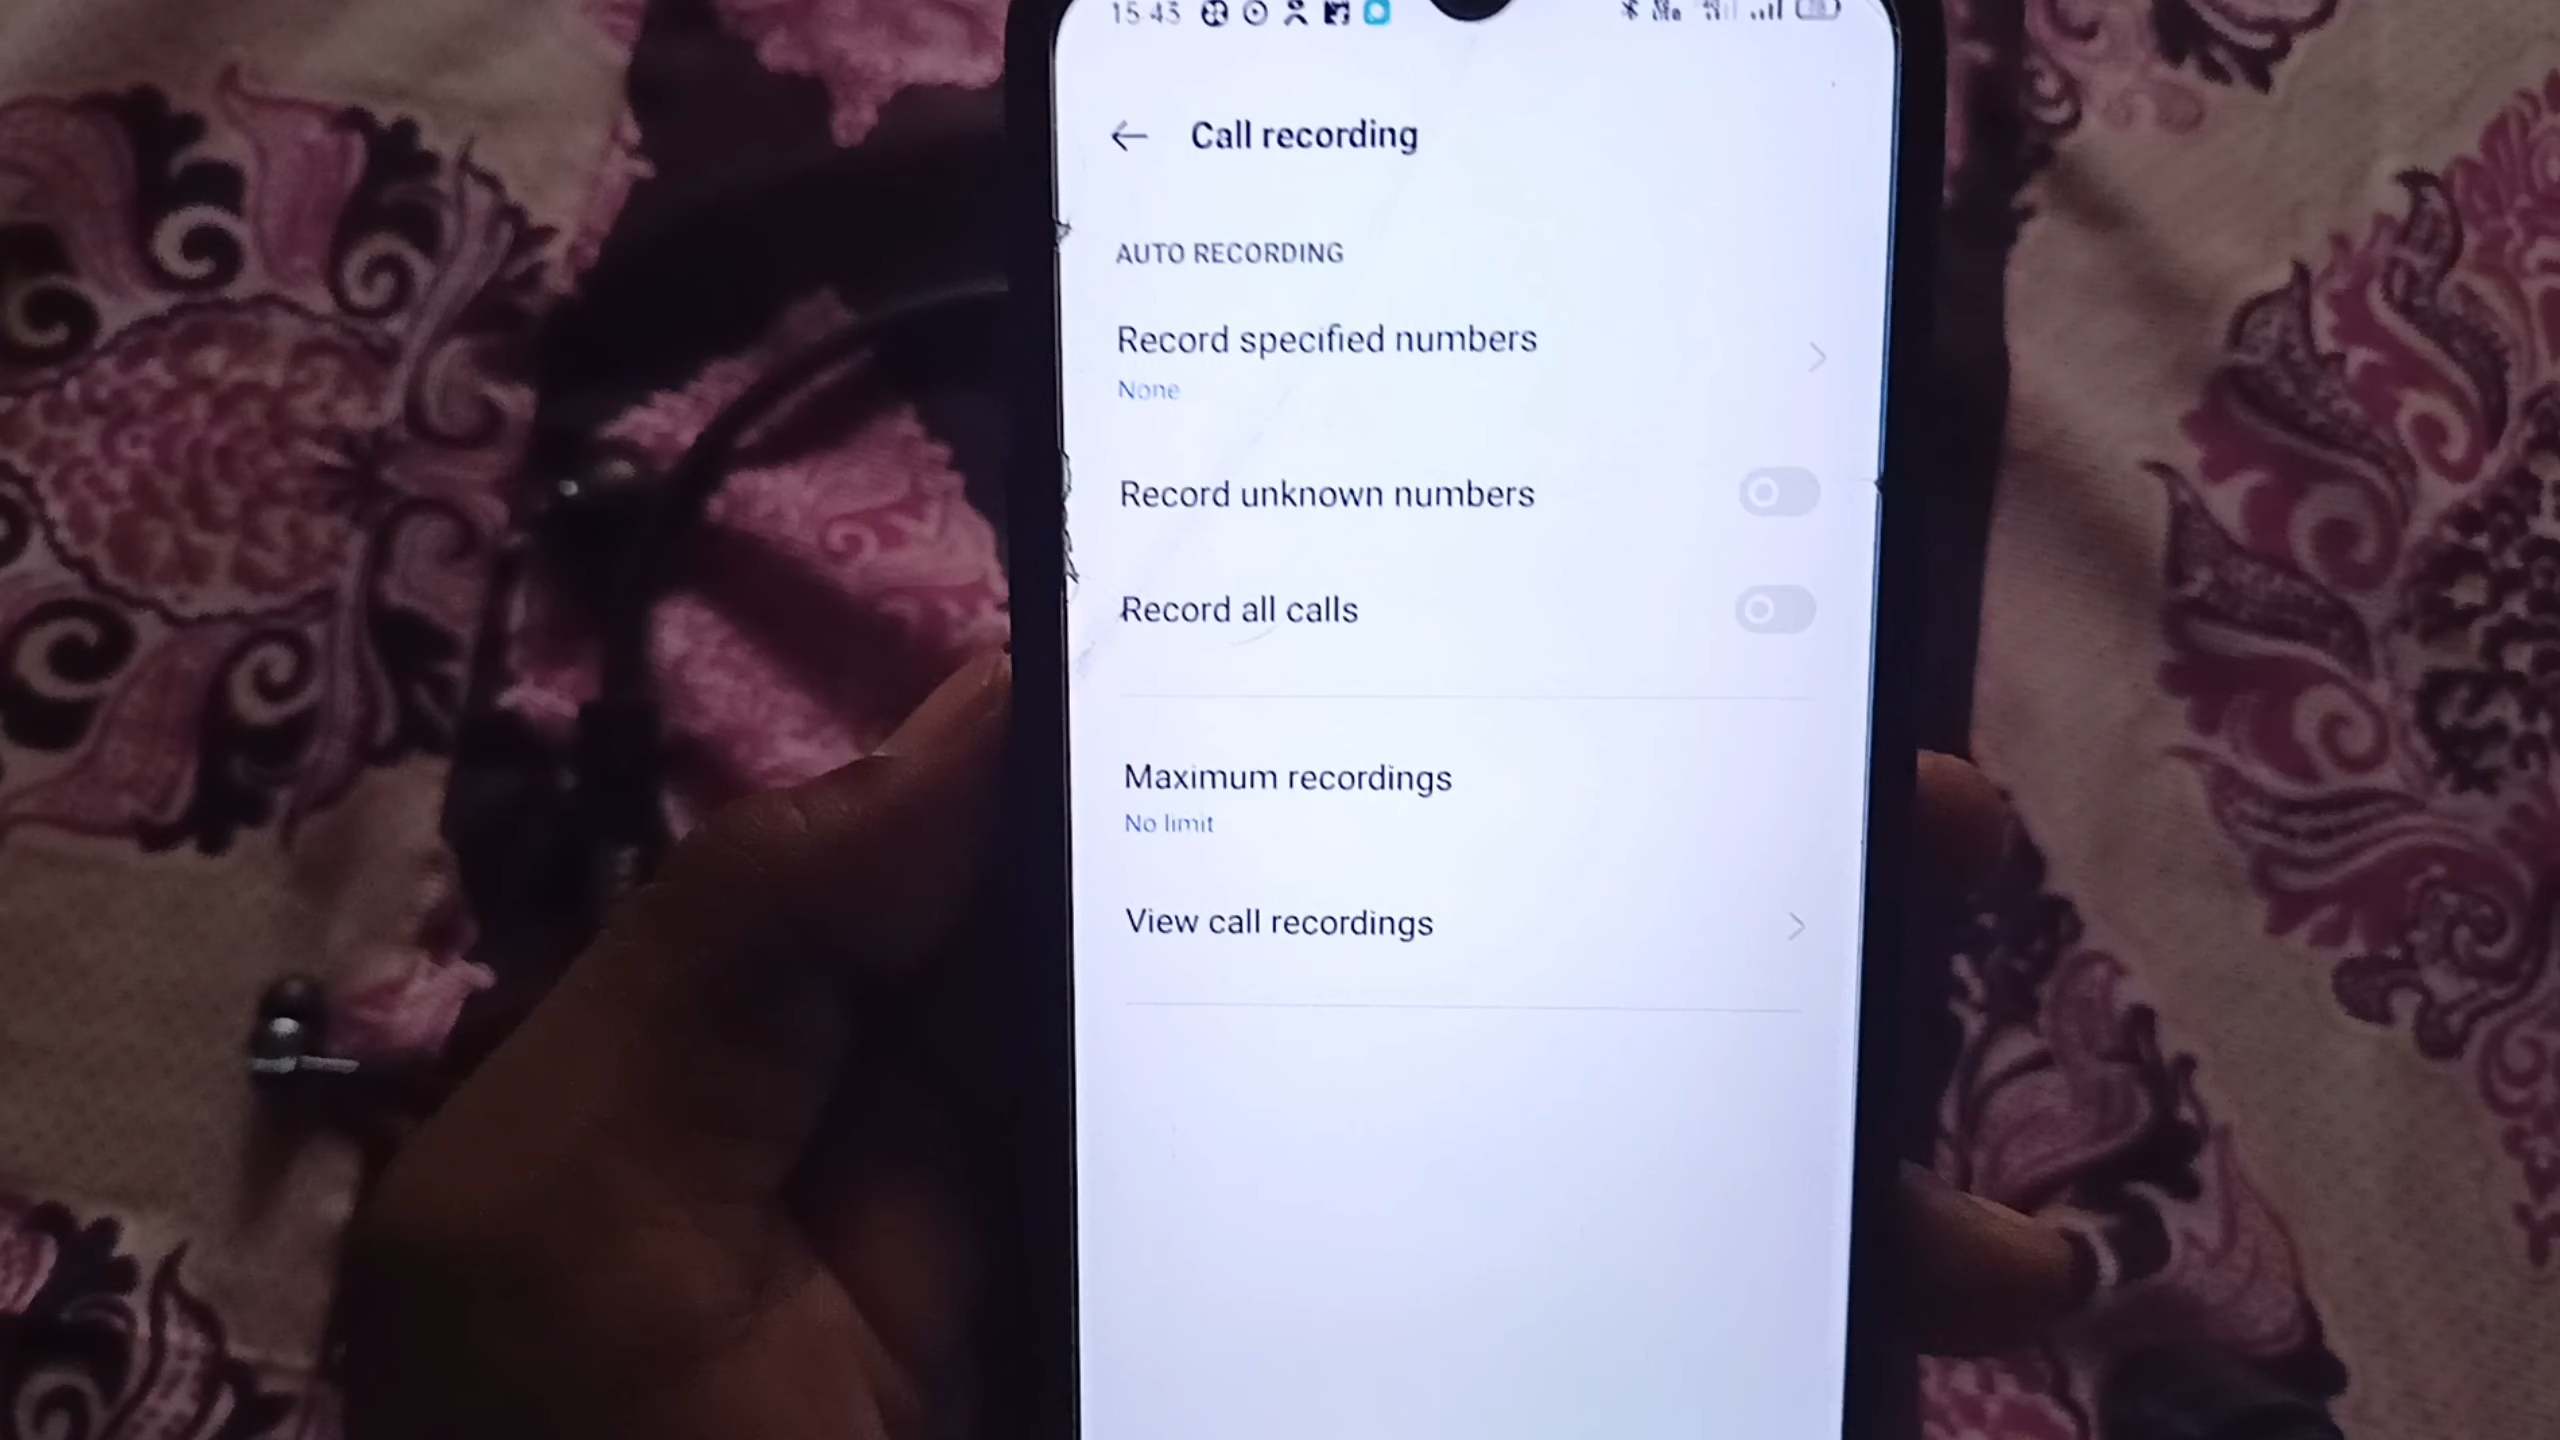 15 45
Call recording
AUTO RECORDING
Record specified numbers
None
Record unknown numbers
Record all calls
Maximum recordings
No limit
View call recordings